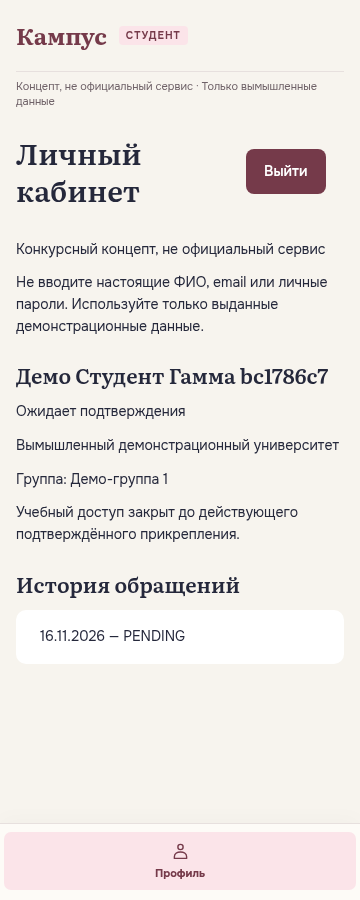 Кампус
СТУДЕНТ
Концепт, не официальный сервис · Только вымышленные
данные
Личный
кабинет
Выйти
Конкурсный концепт, не официальный сервис
Не вводите настоящие ФИО, email или личные
пароли. Используйте только выданные
демонстрационные данные.
Демо Студент Гамма bc1786c7
Ожидает подтверждения
Вымышленный демонстрационный университет
Группа: Демо-группа 1
Учебный доступ закрыт до действующего
подтверждённого прикрепления.
История обращений
16.11.2026 — PENDING
Профиль